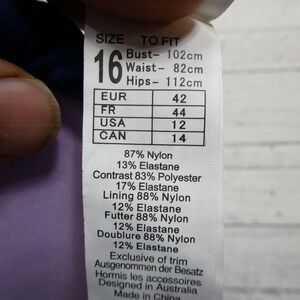 SIZE TO FIT
16 Bust- 102cm
Waist- 82cm
Hips- 112cm
EUR 42
FR 44
USA 12
CAN 14
87% Nylon
13% Elastane
Contrast 83% Polyester
17% Elastane
Lining 88% Nylon
12% Elastane
Futter 88% Nylon
12% Elastane
Doublure 88% Nylon
12% Elastane
Exclusive of trim
Ausgenommen der Besatz
Hormis les accessoires
Designed in Australia
Made in China